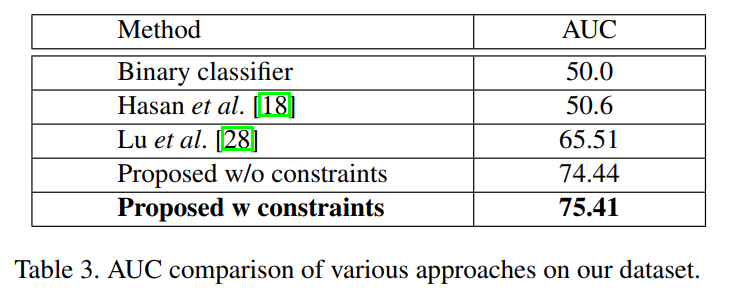 Method AUC
Binary classifier 50.0
Hasan et al. [18] 50.6
Lu et al. [28] 65.51
Proposed w/o constraints 74.44
Proposed w constraints 75.41
Table 3. AUC comparison of various approaches on our dataset.